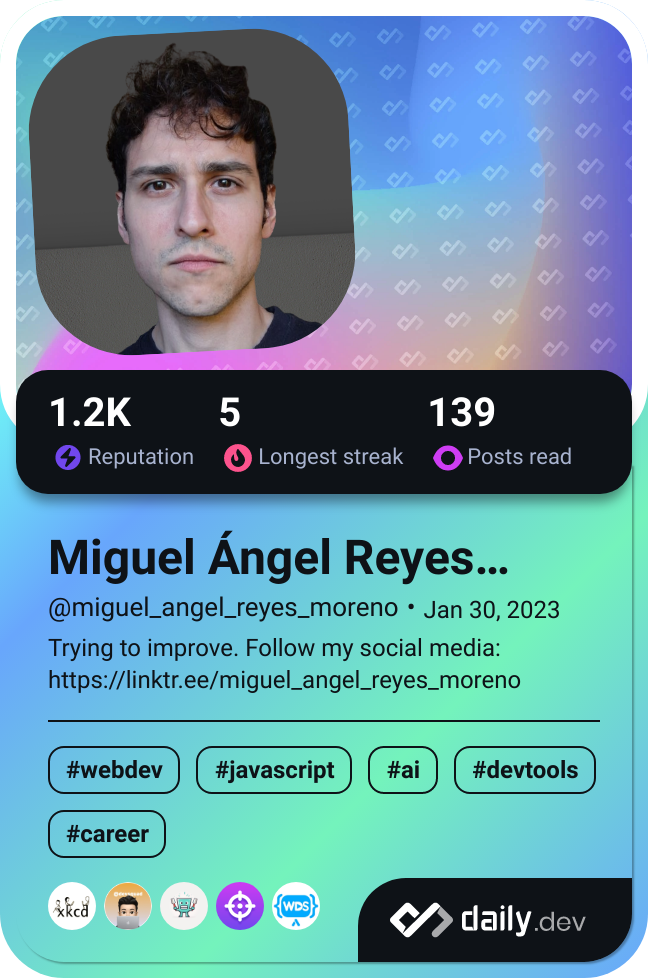 1.2K 5 139
Reputation Longest streak Posts read
Miguel Ángel Reyes...
@miguel_angel_reyes_moreno • Jan 30, 2023
Trying to improve. Follow my social media:
https://linktr.ee/miguel_angel_reyes_moreno
#webdev #javascript #ai #devtools
#career
xkcd {WDS}
daily.dev